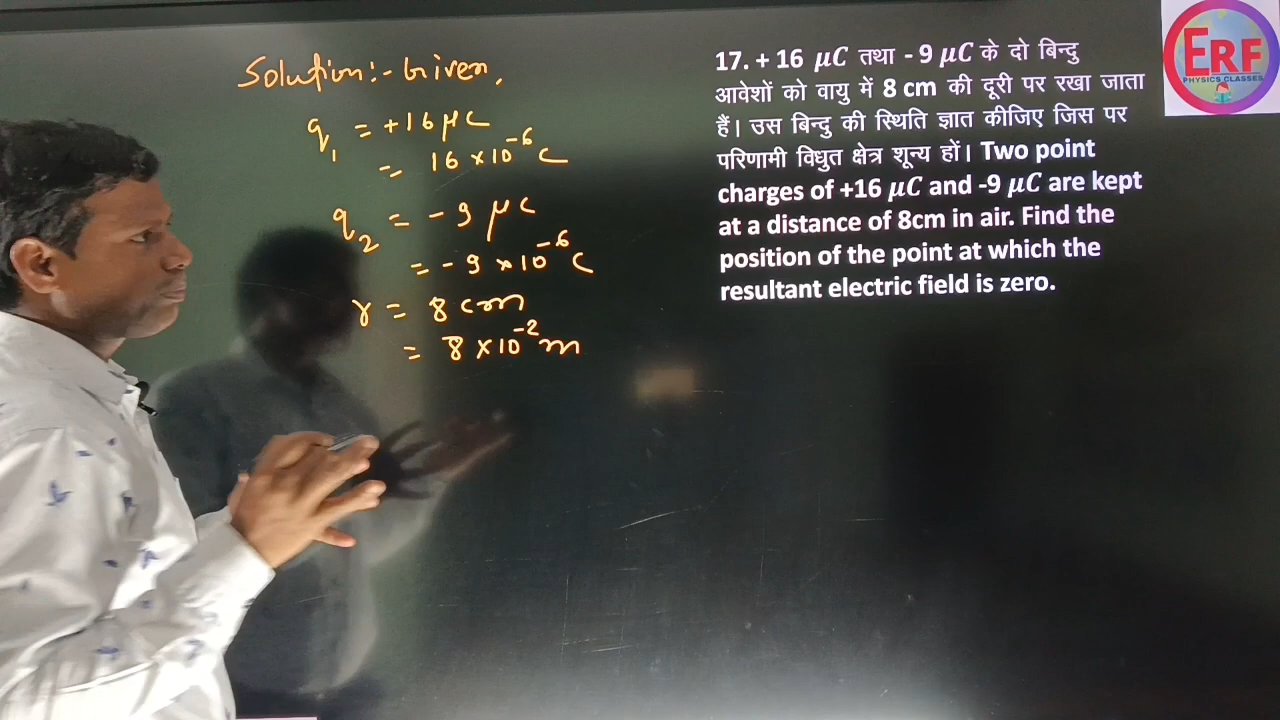 Solution:- Given,
q₁ = +16 μC
= 16 × 10⁻⁶ C
q₂ = - 9 μC
= - 9 × 10⁻⁶ C
r = 8 cm
= 8 × 10⁻² m
17. + 16 μC तथा - 9 μC के दो बिन्दु
आवेशों को वायु में 8 cm की दूरी पर रखा जाता
हैं। उस बिन्दु की स्थिति ज्ञात कीजिए जिस पर
परिणामी विधुत क्षेत्र शून्य हों। Two point
charges of +16 μC and -9 μC are kept
at a distance of 8cm in air. Find the
position of the point at which the
resultant electric field is zero.
ERF
PHYSICS CLASSES